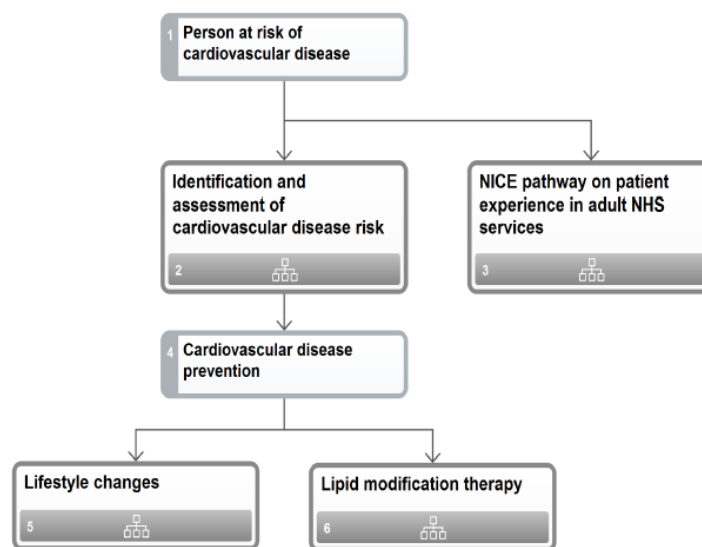 1
Person at risk of
cardiovascular disease
Identification and
assessment of
cardiovascular disease risk
2
NICE pathway on patient
experience in adult NHS
services
3
4
Cardiovascular disease
prevention
Lifestyle changes
5
Lipid modification therapy
6